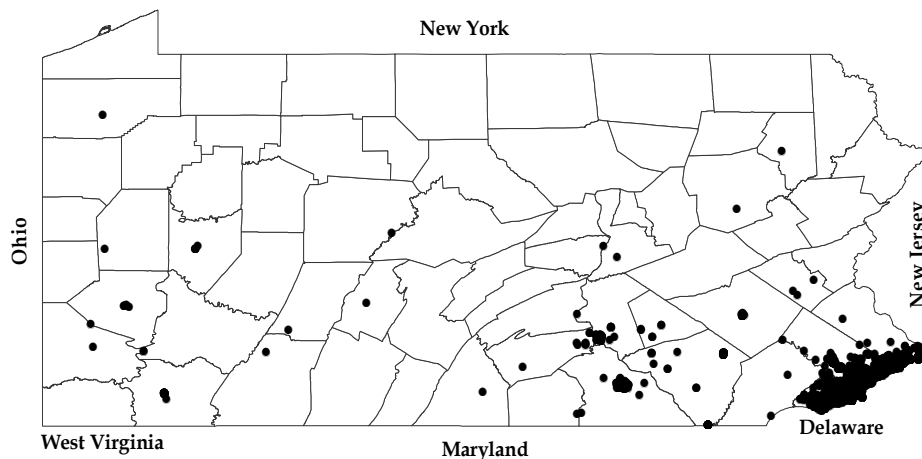 New York
Ohio
New Jersey
West Virginia
Maryland
Delaware